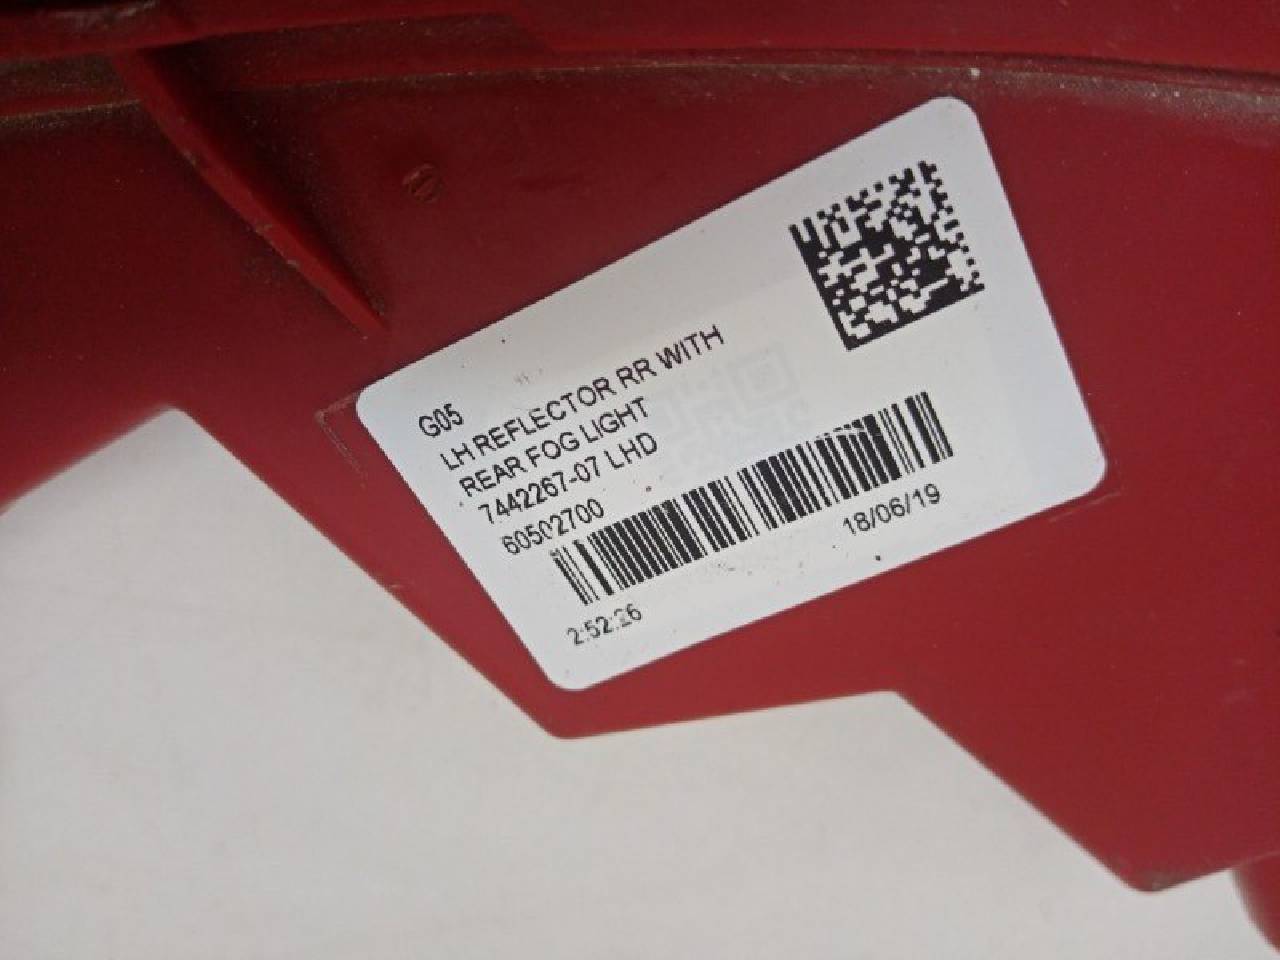 G05
LH REFLECTOR RR WITH
REAR FOG LIGHT
7442267-07 LHD
60502700
18/06/19
2:52:26